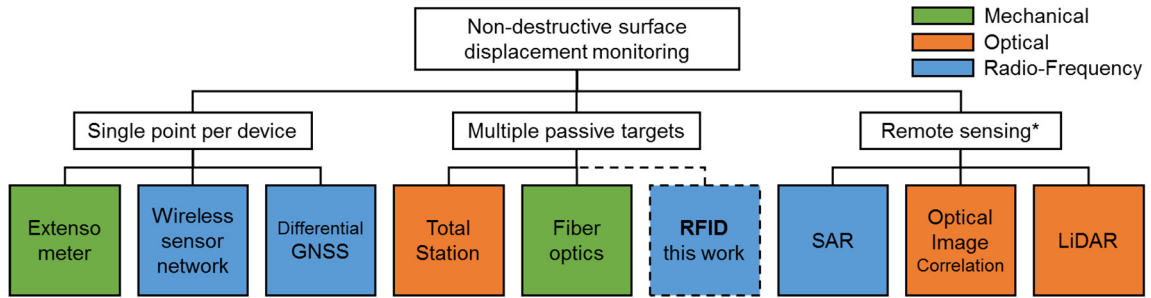 Non-destructive surface
displacement monitoring
Mechanical
Optical
Radio-Frequency
Single point per device
Multiple passive targets
Remote sensing*
Extenso
meter
Wireless
sensor
network
Differential
GNSS
Total
Station
Fiber
optics
RFID
this work
SAR
Optical
Image
Correlation
LiDAR